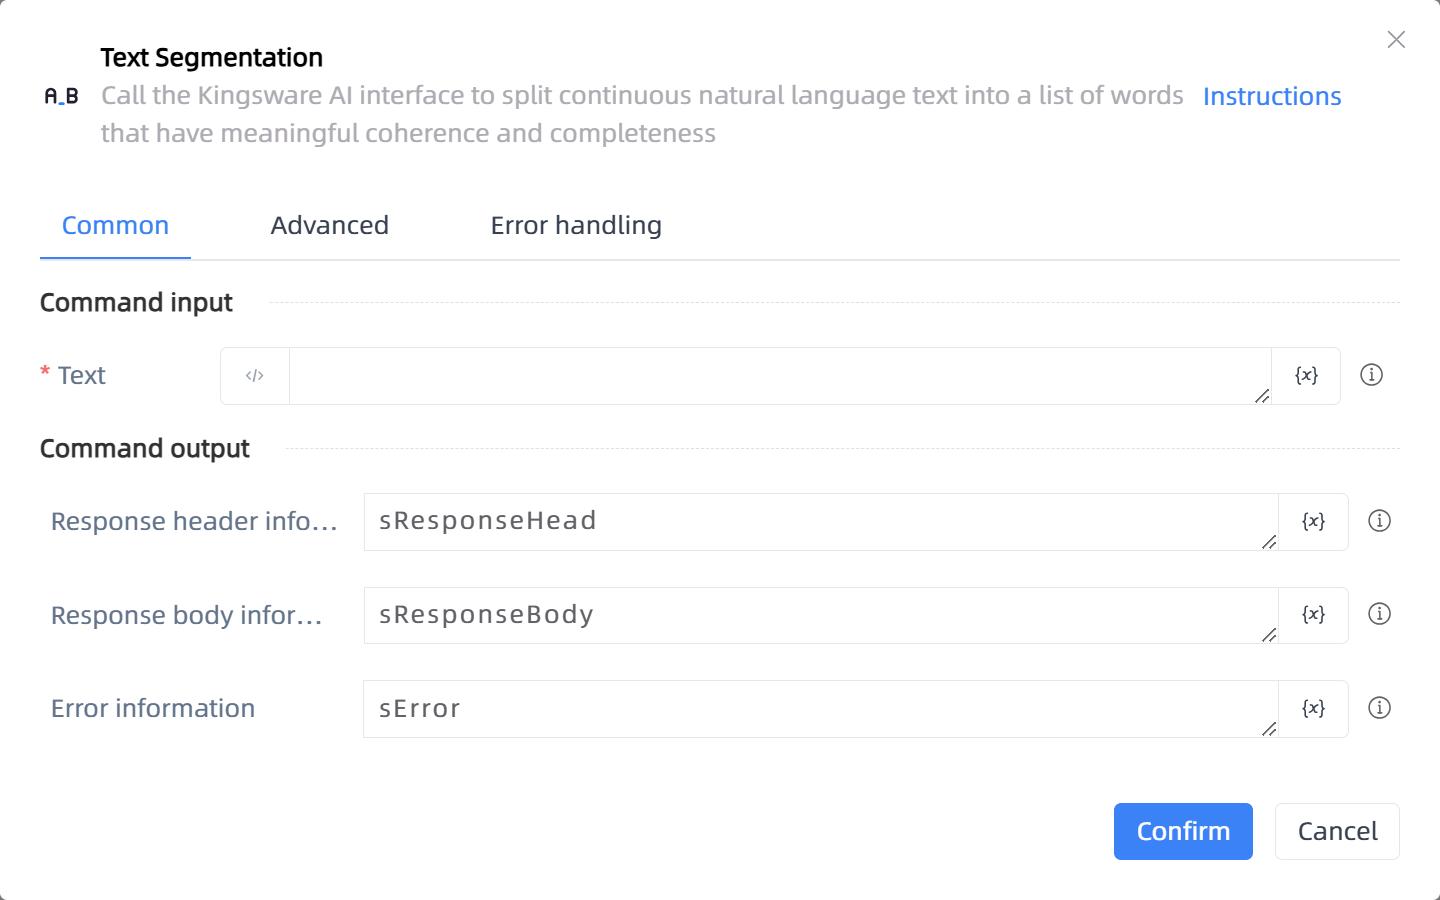 Text Segmentation
A_B
Call the Kingsware AI interface to split continuous natural language text into a list of words
that have meaningful coherence and completeness
Instructions
Common
Advanced
Error handling
Command input
* Text
</>
{x}
Command output
Response header info...
sResponseHead
{x}
Response body infor...
sResponseBody
{x}
Error information
sError
{x}
Confirm
Cancel